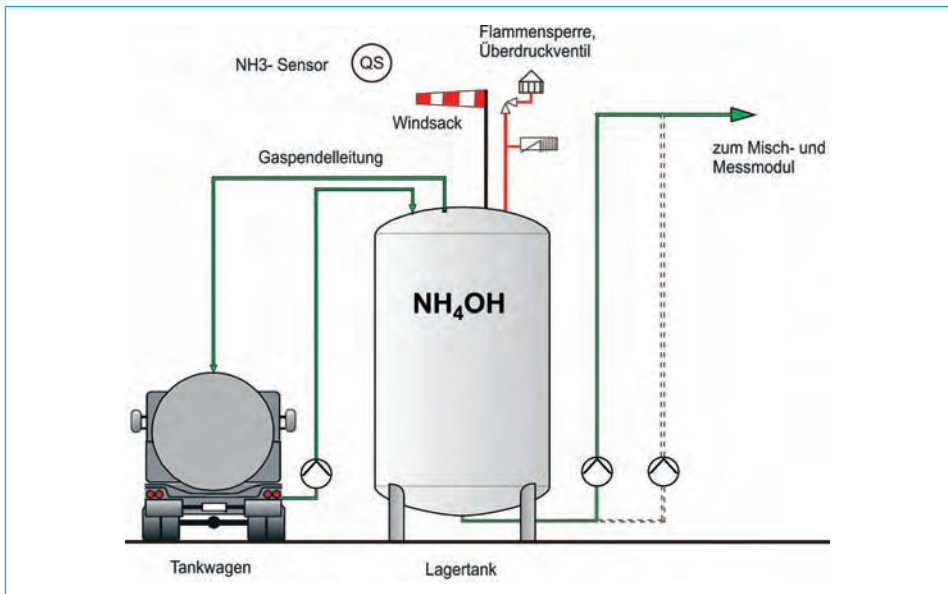 Flammensperre,
Überdruckventil
NH3- Sensor
QS
Windsack
zum Misch- und
Messmodul
Gaspendelleitung
NH₄OH
Tankwagen
Lagertank